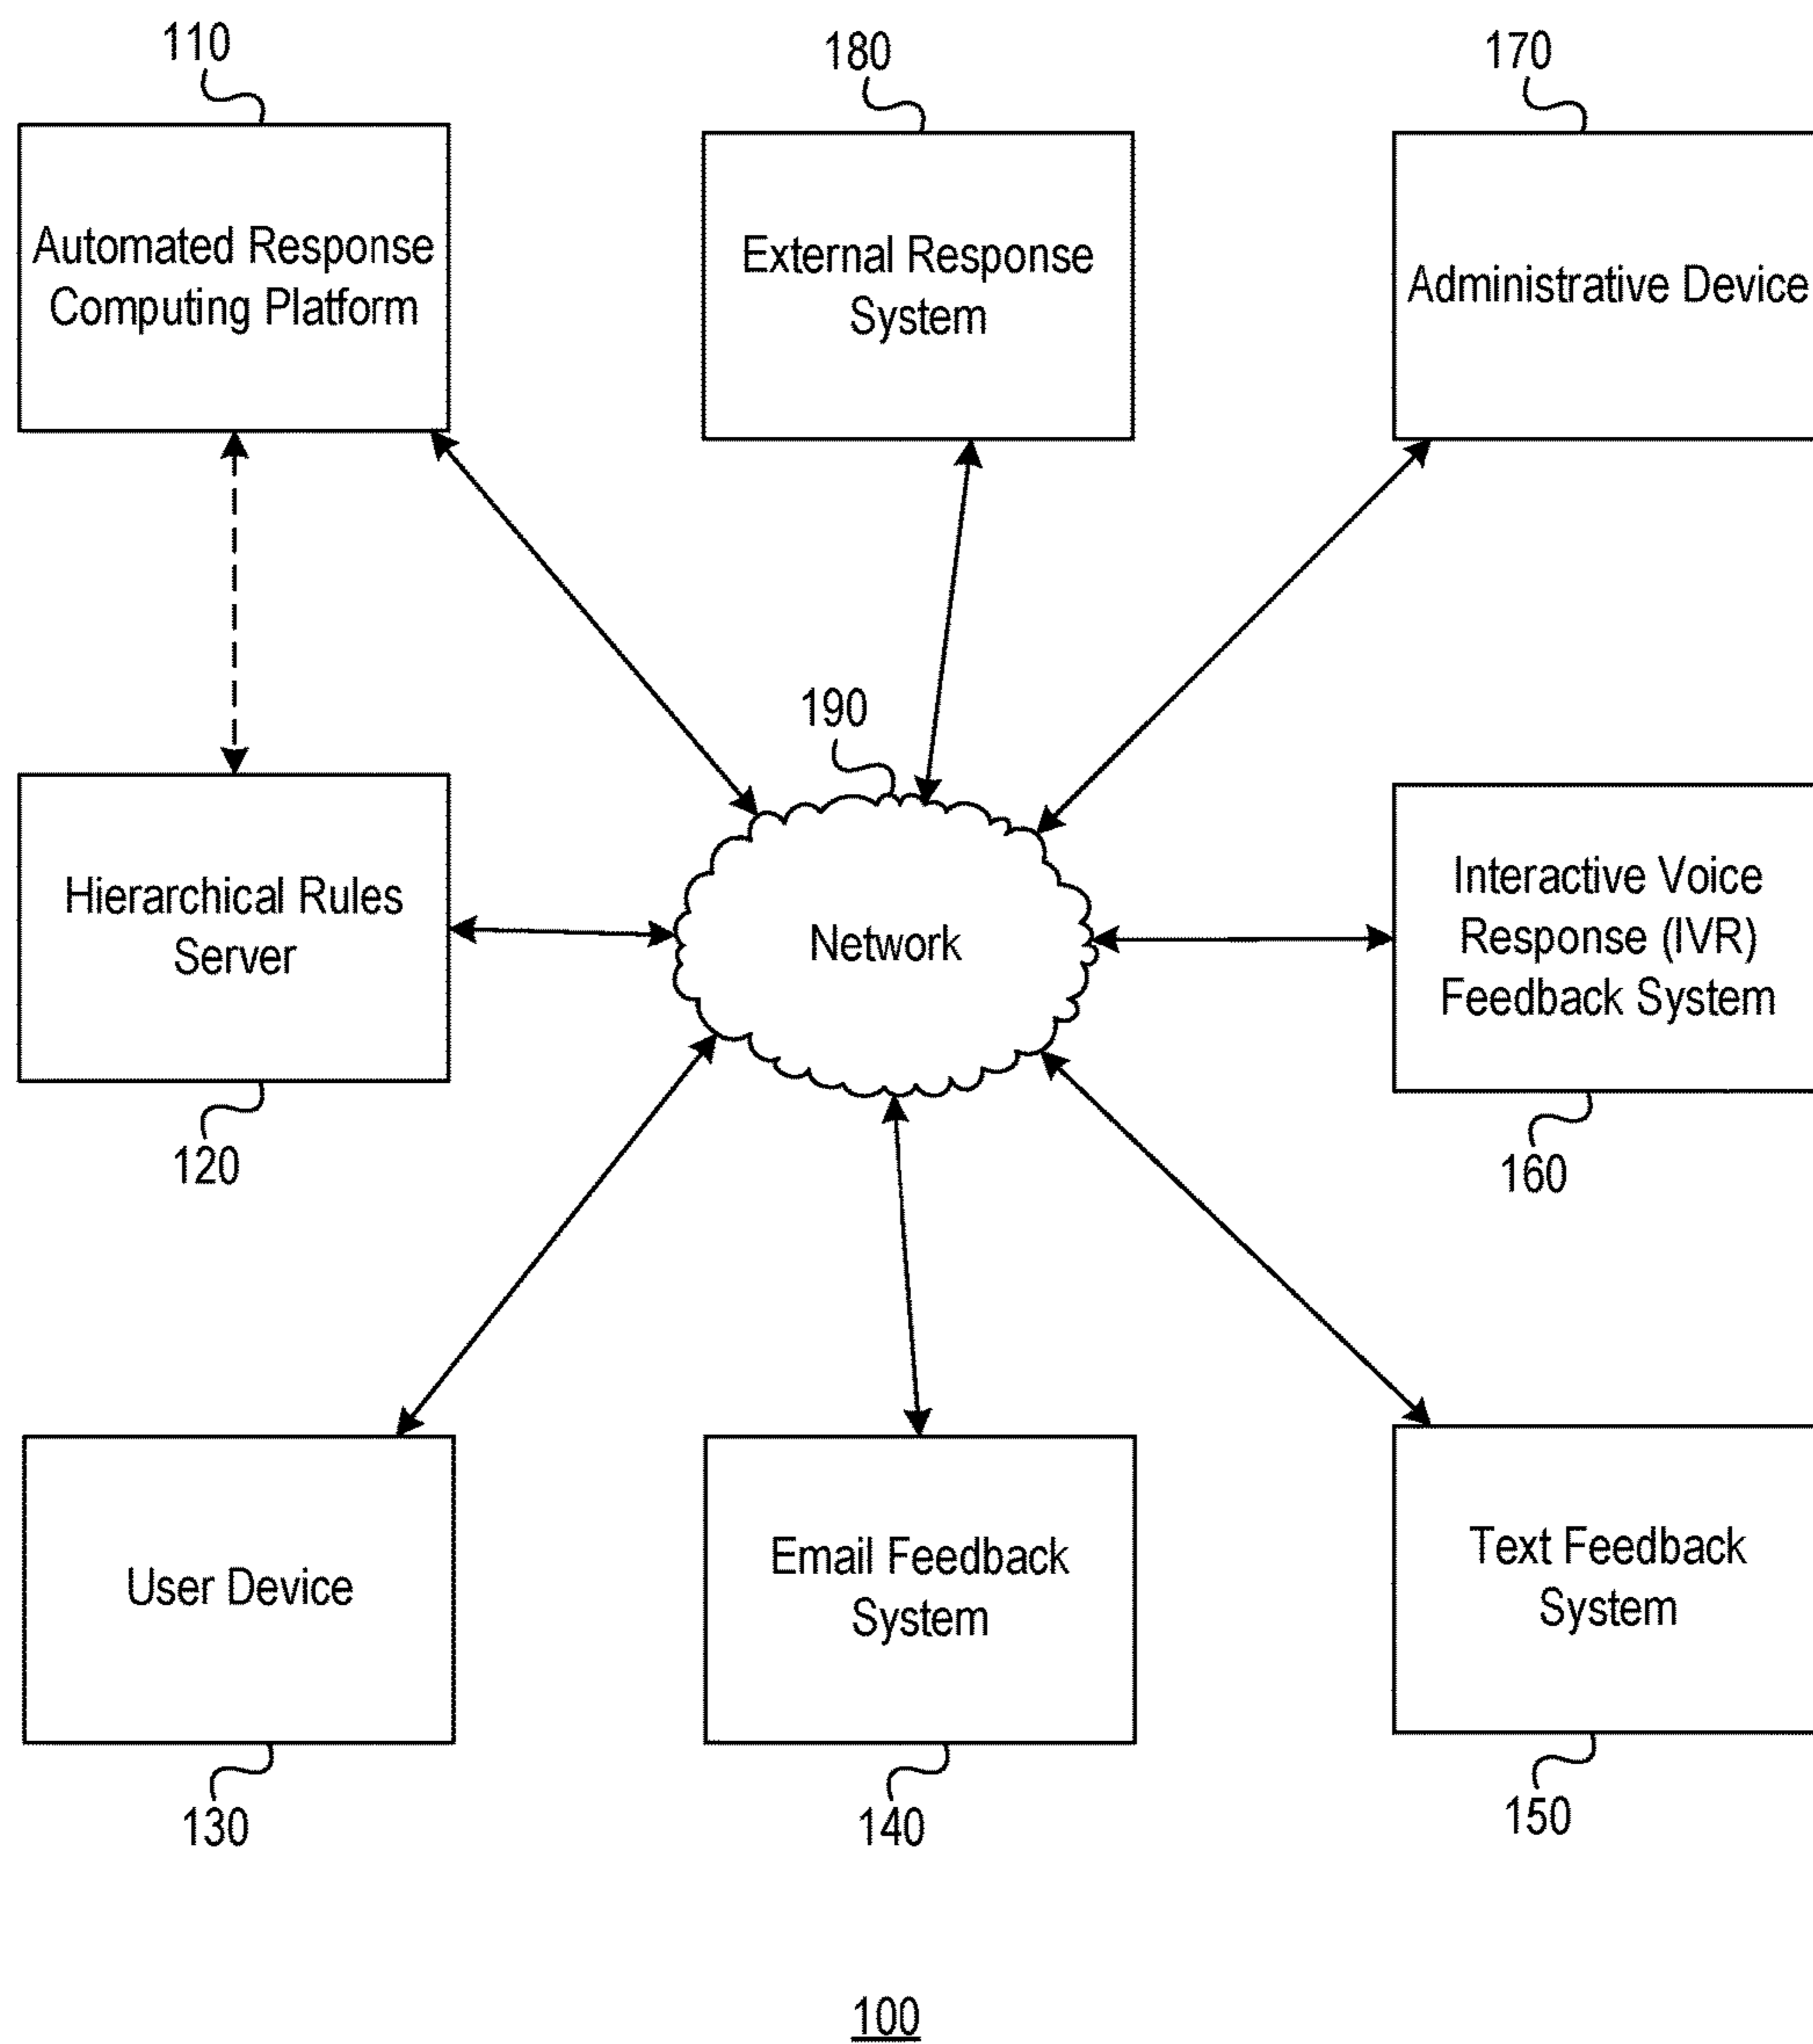 110
180
170
Automated Response
Computing Platform
External Response
System
Administrative Device
190
Hierarchical Rules
Server
Network
Interactive Voice
Response (IVR)
Feedback System
120
160
User Device
Email Feedback
System
Text Feedback
System
130
140
150
100